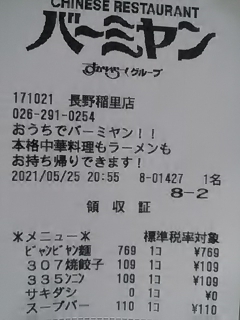 CHINESE RESTAURANT
バーミヤン
すかいらーくグループ
171021 長野稲里店
026-291-0254
おうちでバーミヤン！！
本格中華料理もラーメンも
お持ち帰りできます！
2021/05/25 20:55 8-01427 1名
8-2
領収証
※メニュー※ 標準税率対象
ビャンビャン麺 769 1コ ¥769
307焼餃子 109 1コ ¥109
335シンニン 109 1コ ¥109
サキダシ 0 1コ ¥0
スープバー 110 1コ ¥110